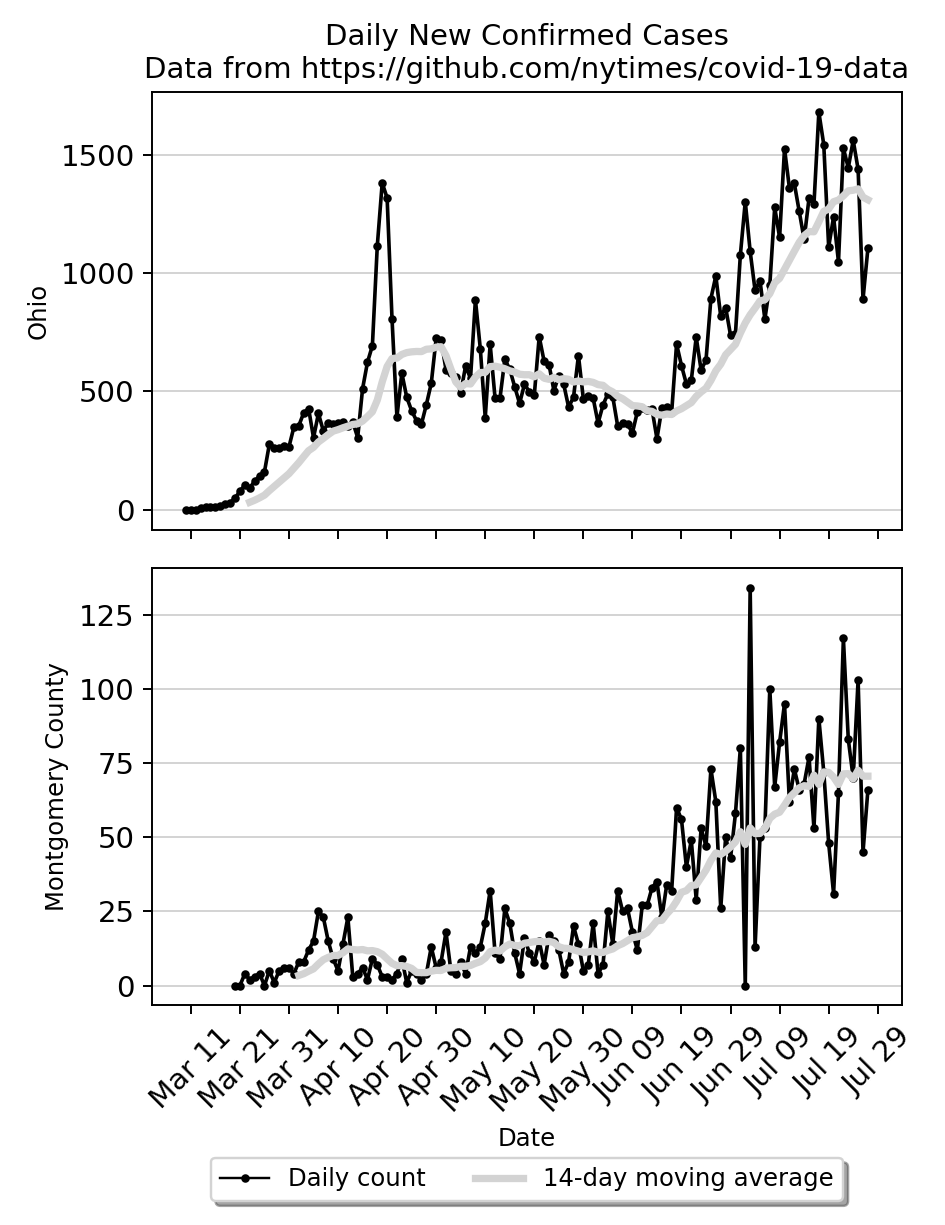 Daily New Confirmed Cases
Data from https://github.com/nytimes/covid-19-data
1500
1000
500
0
Ohio
125
100
75
50
25
0
Montgomery County
Mar 11
Mar 21
Mar 31
Apr 10
Apr 20
Apr 30
May 10
May 20
May 30
Jun 09
Jun 19
Jun 29
Jul 09
Jul 19
Jul 29
Date
Daily count
14-day moving average